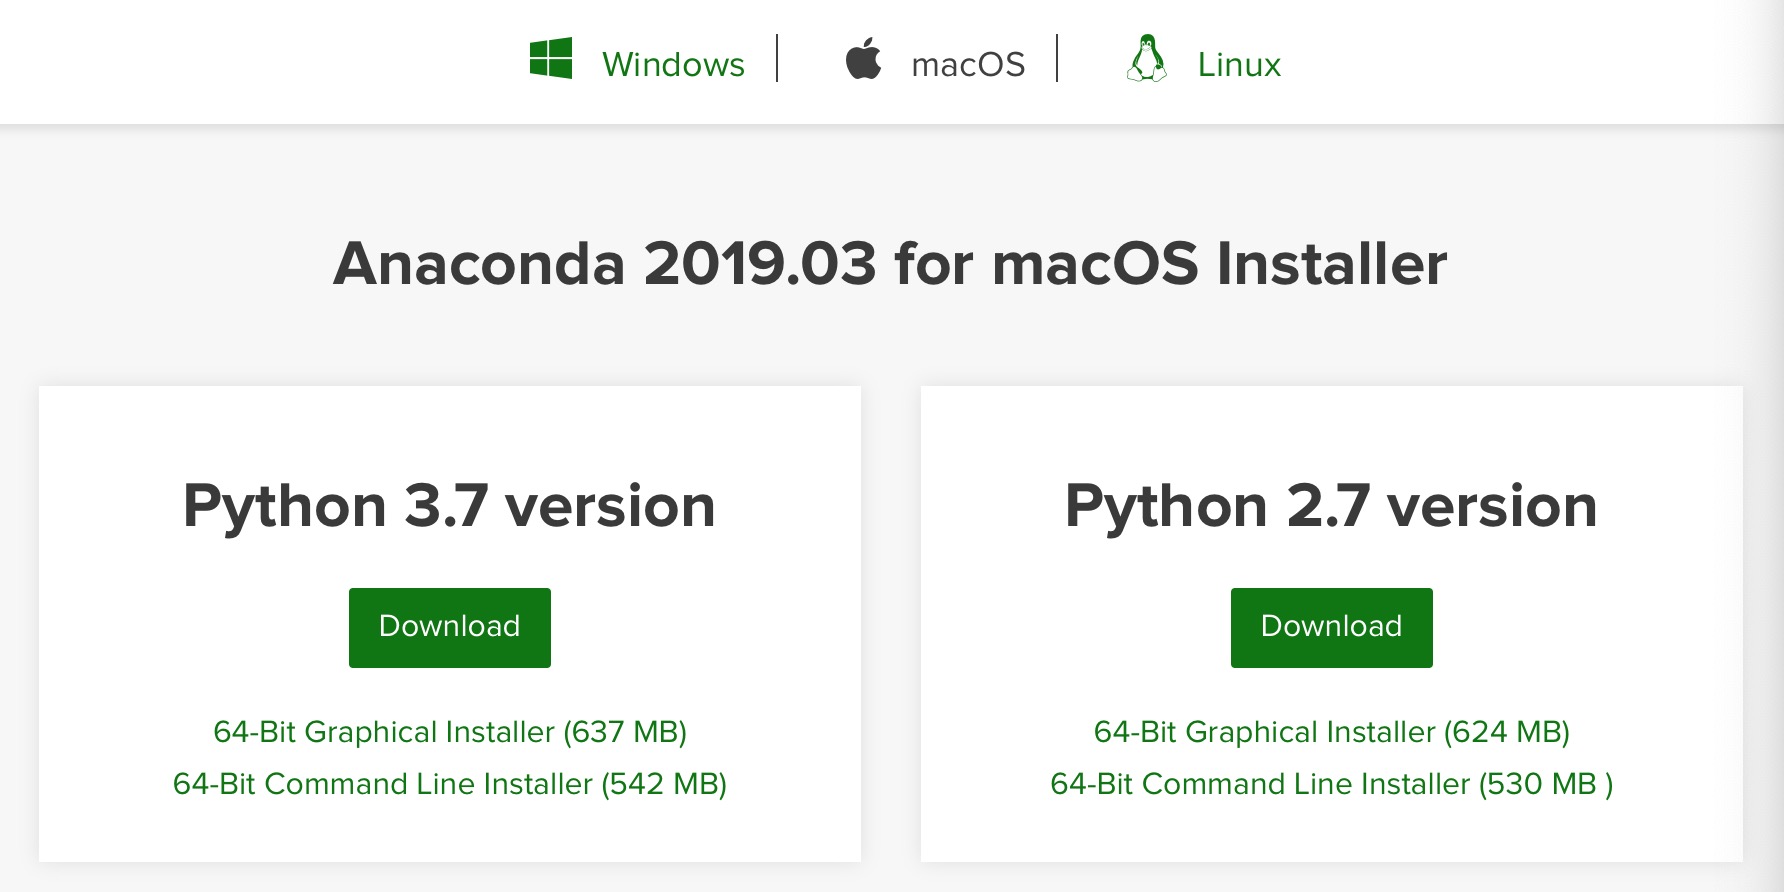 Windows | macOS | Linux
Anaconda 2019.03 for macOS Installer
Python 3.7 version
Download
64-Bit Graphical Installer (637 MB)
64-Bit Command Line Installer (542 MB)
Python 2.7 version
Download
64-Bit Graphical Installer (624 MB)
64-Bit Command Line Installer (530 MB )